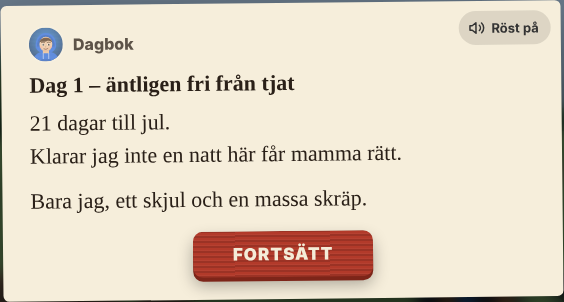 Röst på
Dagbok
Dag 1 – äntligen fri från tjat
21 dagar till jul.
Klarar jag inte en natt här får mamma rätt.
Bara jag, ett skjul och en massa skräp.
FORTSÄTT